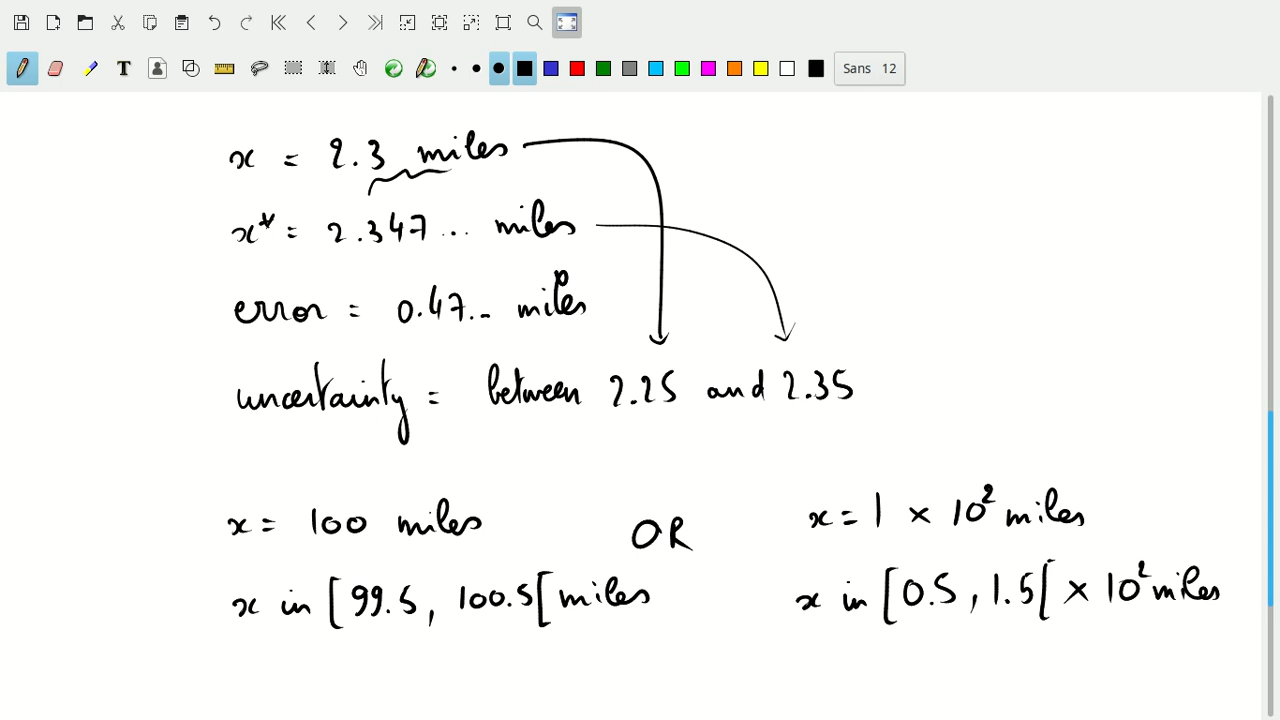 Sans 12
x = 2.3 miles
x* = 2.347... miles
error = 0.47.. miles
uncertainty = between 2.25 and 2.35
x = 100 miles OR x = 1 × 10² miles
x in [99.5, 100.5[ miles x in [0.5, 1.5[ × 10² miles